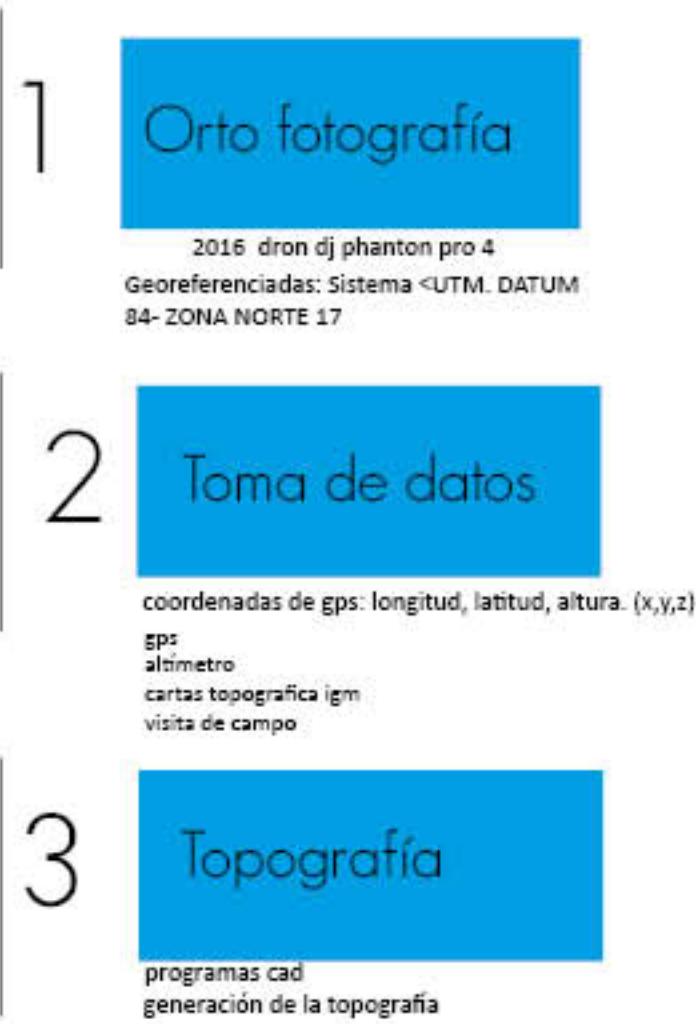 1
Orto fotografía
2016 dron dj phanton pro 4
Georeferenciadas: Sistema <UTM. DATUM
84- ZONA NORTE 17
2
Toma de datos
coordenadas de gps: longitud, latitud, altura. (x,y,z)
gps
altímetro
cartas topografica igm
visita de campo
3
Topografía
programas cad
generación de la topografía